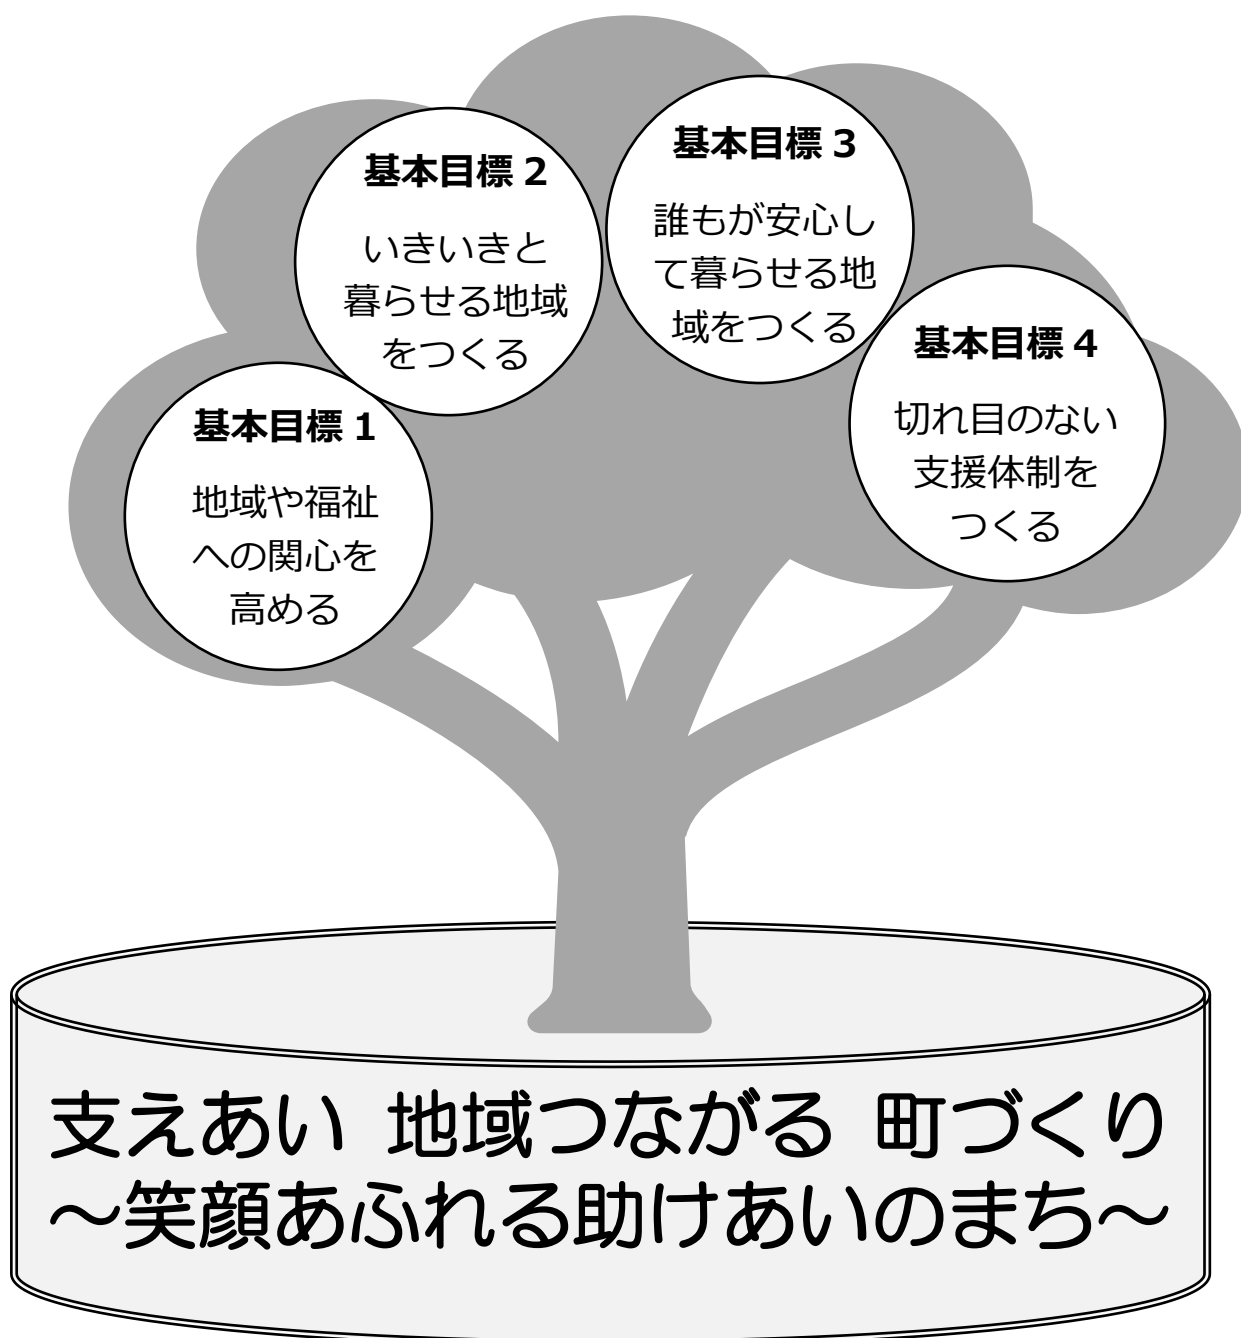 基本目標 1
地域や福祉
への関心を
高める
基本目標 2
いきいきと
暮らせる地域
をつくる
基本目標 3
誰もが安心し
て暮らせる地
域をつくる
基本目標 4
切れ目のない
支援体制を
つくる
支えあい 地域つながる 町づくり
～笑顔あふれる助けあいのまち～